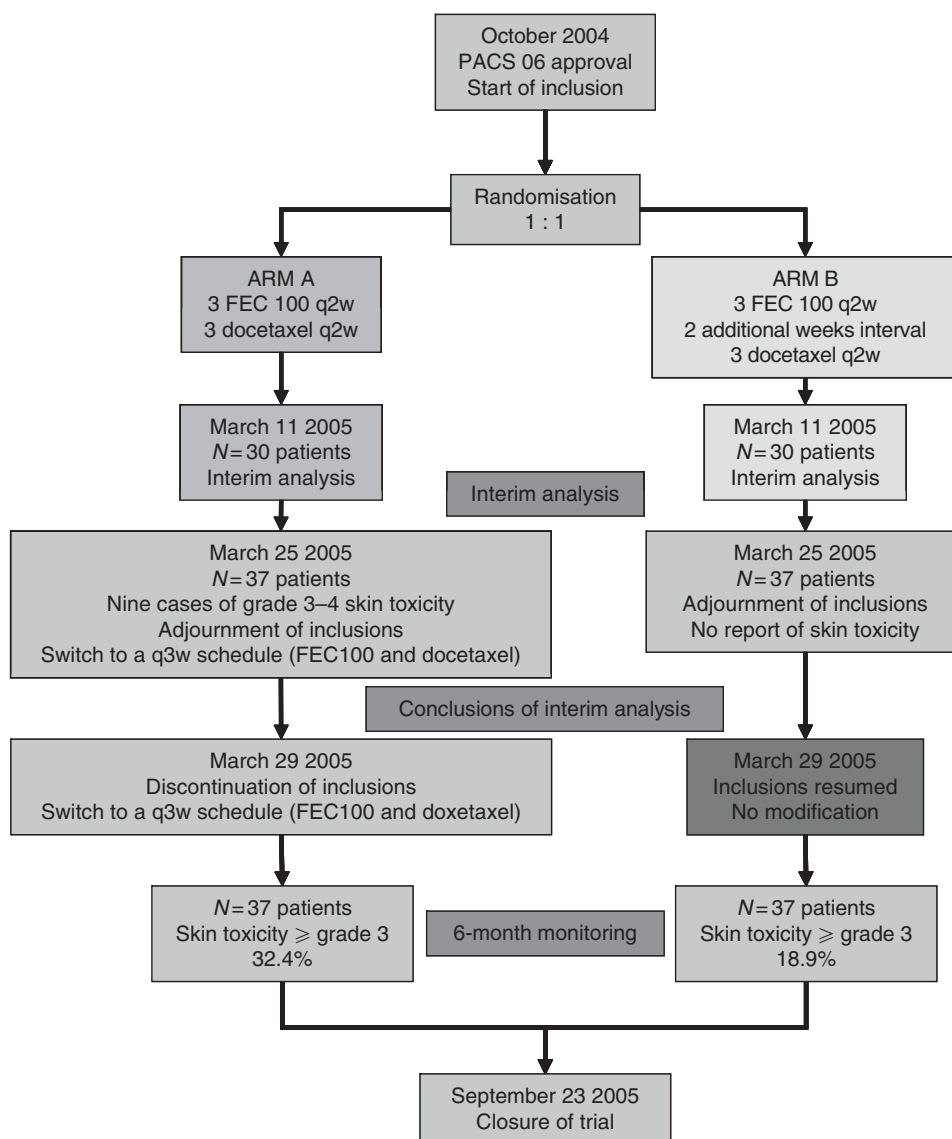 October 2004
PACS 06 approval
Start of inclusion
Randomisation
1 : 1
ARM A
3 FEC 100 q2w
3 docetaxel q2w
ARM B
3 FEC 100 q2w
2 additional weeks interval
3 docetaxel q2w
March 11 2005
N = 30 patients
Interim analysis
March 11 2005
N = 30 patients
Interim analysis
Interim analysis
March 25 2005
N = 37 patients
Nine cases of grade 3–4 skin toxicity
Adjournment of inclusions
Switch to a q3w schedule (FEC100 and docetaxel)
March 25 2005
N = 37 patients
Adjournment of inclusions
No report of skin toxicity
Conclusions of interim analysis
March 29 2005
Discontinuation of inclusions
Switch to a q3w schedule (FEC100 and doxetaxel)
March 29 2005
Inclusions resumed
No modification
N = 37 patients
Skin toxicity ⩾ grade 3
32.4%
6-month monitoring
N = 37 patients
Skin toxicity ⩾ grade 3
18.9%
September 23 2005
Closure of trial